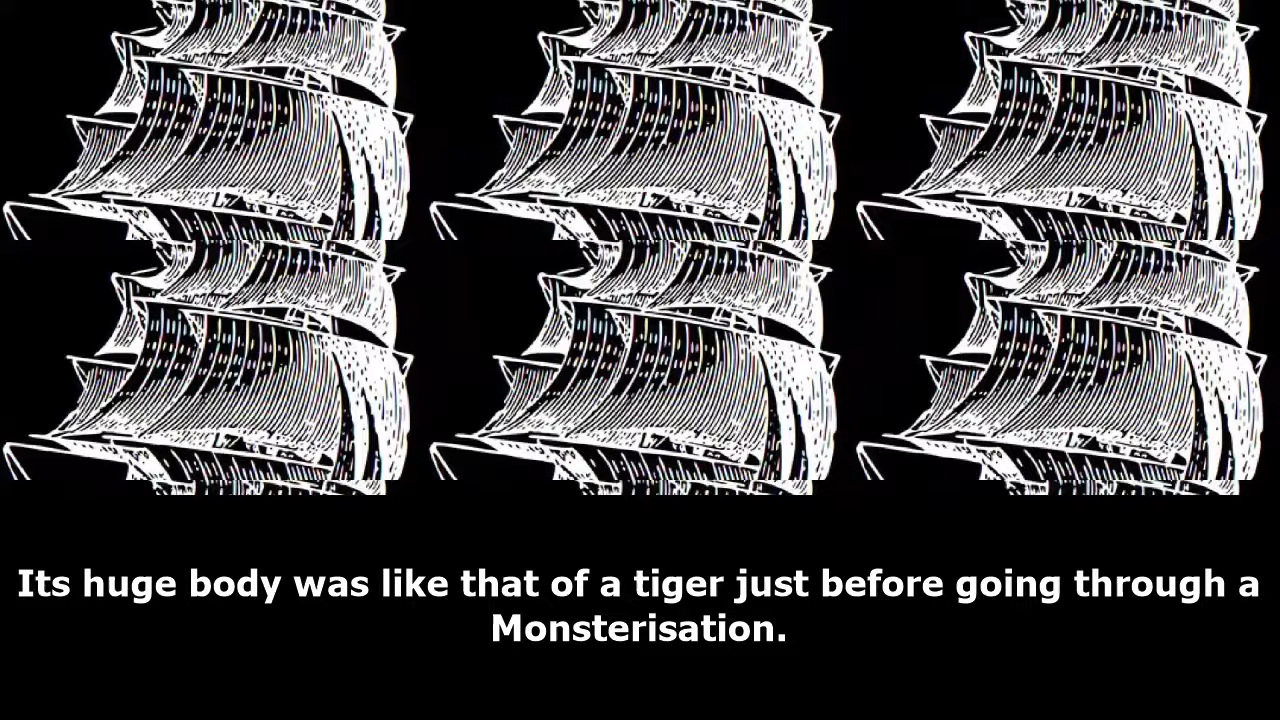 Its huge body was like that of a tiger just before going through a
Monsterisation.